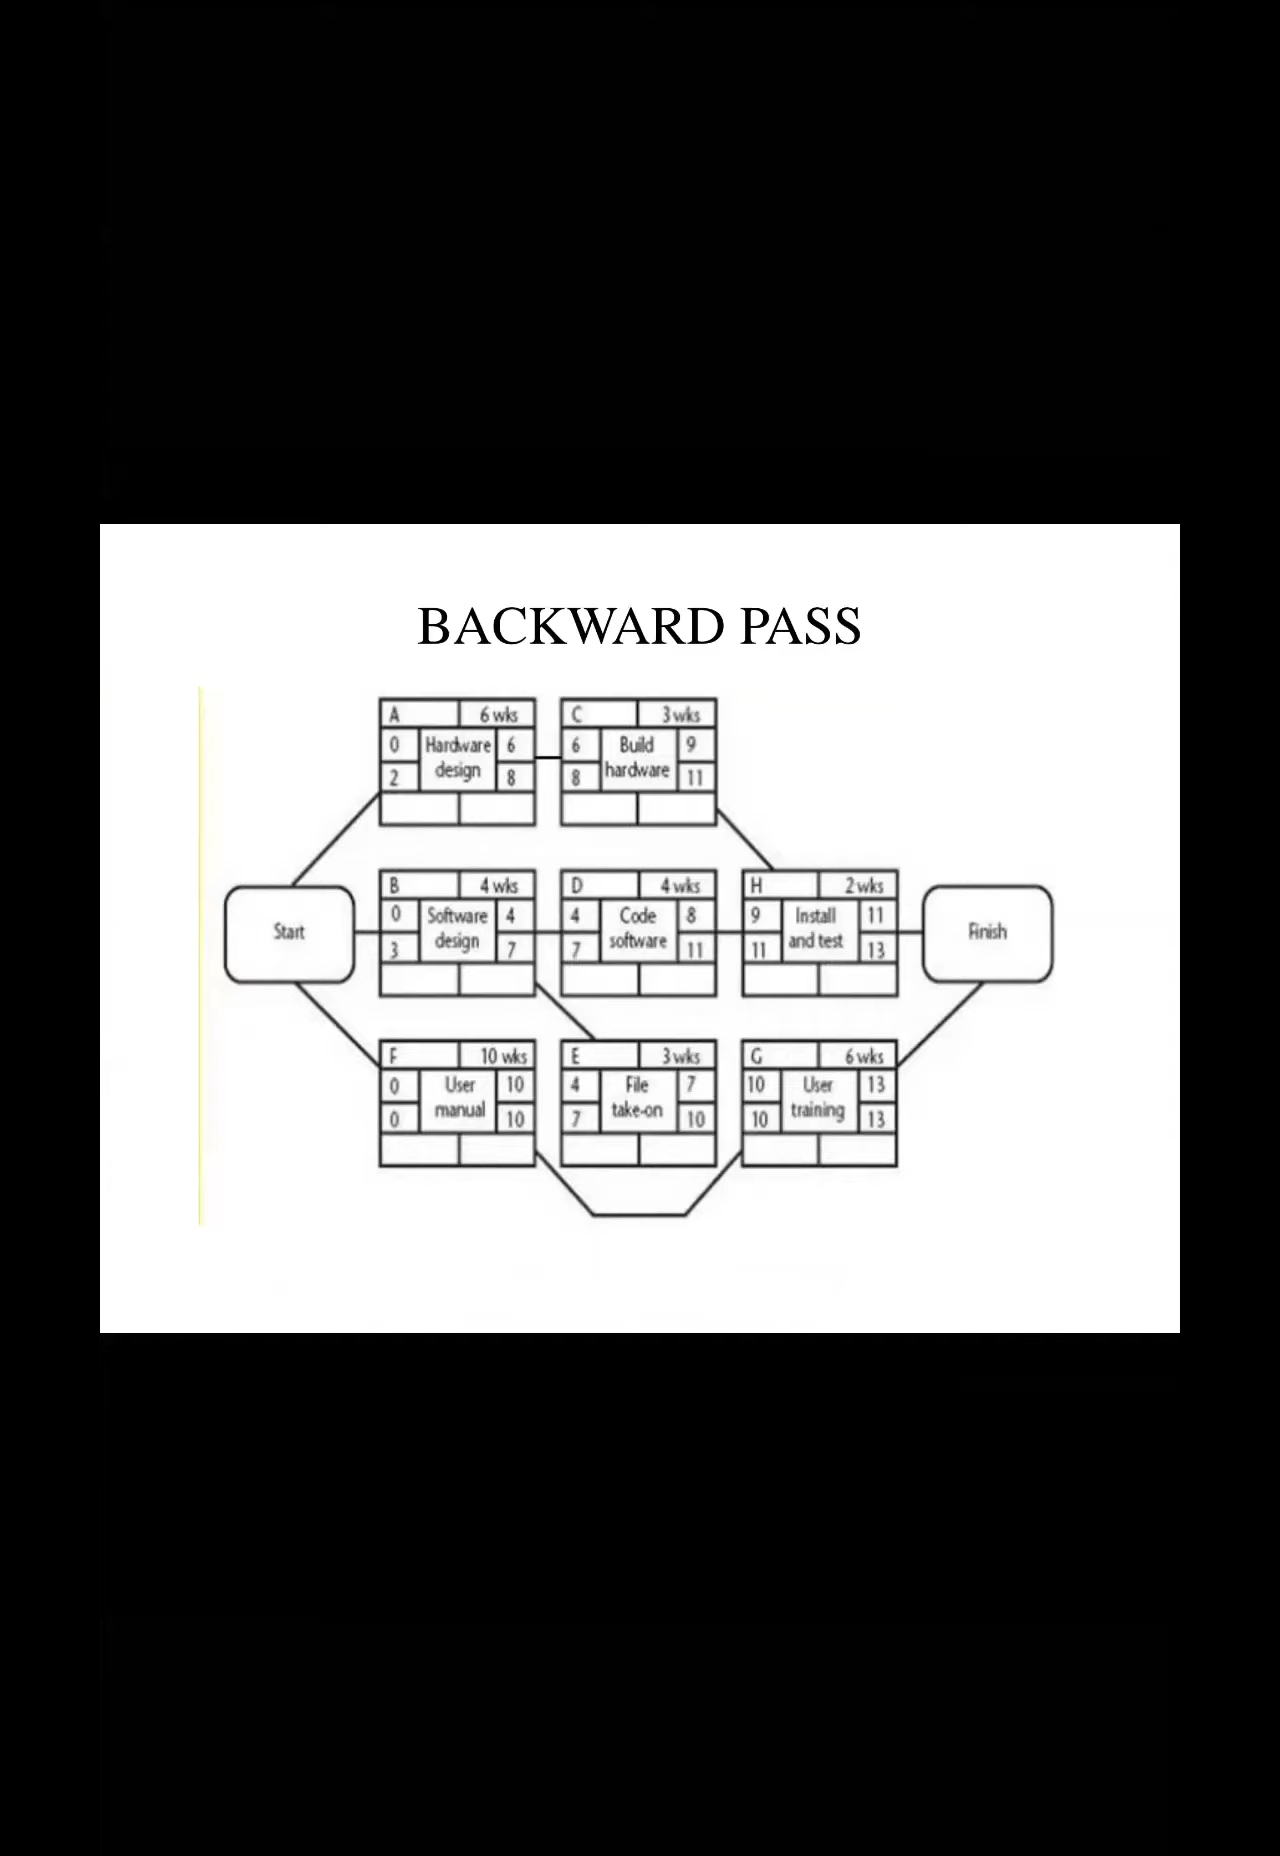 BACKWARD PASS
A 6 wks
0 Hardware 6
2 design 8
C 3 wks
6 Build 9
8 hardware 11
Start
B 4 wks
0 Software 4
3 design 7
D 4 wks
4 Code 8
7 software 11
H 2 wks
9 Install 11
11 and test 13
Finish
F 10 wks
0 User 10
0 manual 10
E 3 wks
4 File 7
7 take-on 10
G 6 wks
10 User 13
10 training 13